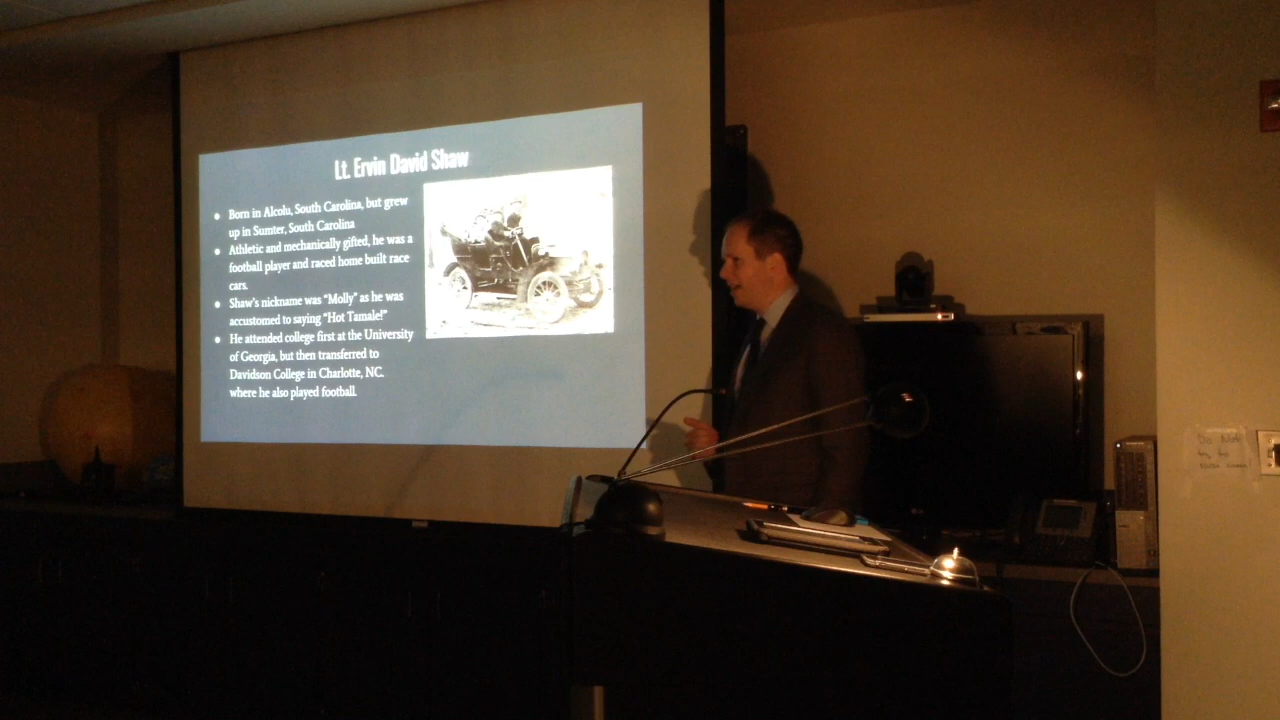 Lt. Ervin David Shaw
● Born in Alcolu, South Carolina, but grew
up in Sumter, South Carolina
● Athletic and mechanically gifted, he was a
football player and raced home built race
cars.
● Shaw's nickname was "Molly" as he was
accustomed to saying "Hot Tamale!"
● He attended college first at the University
of Georgia, but then transferred to
Davidson College in Charlotte, NC.
where he also played football.
Do Not